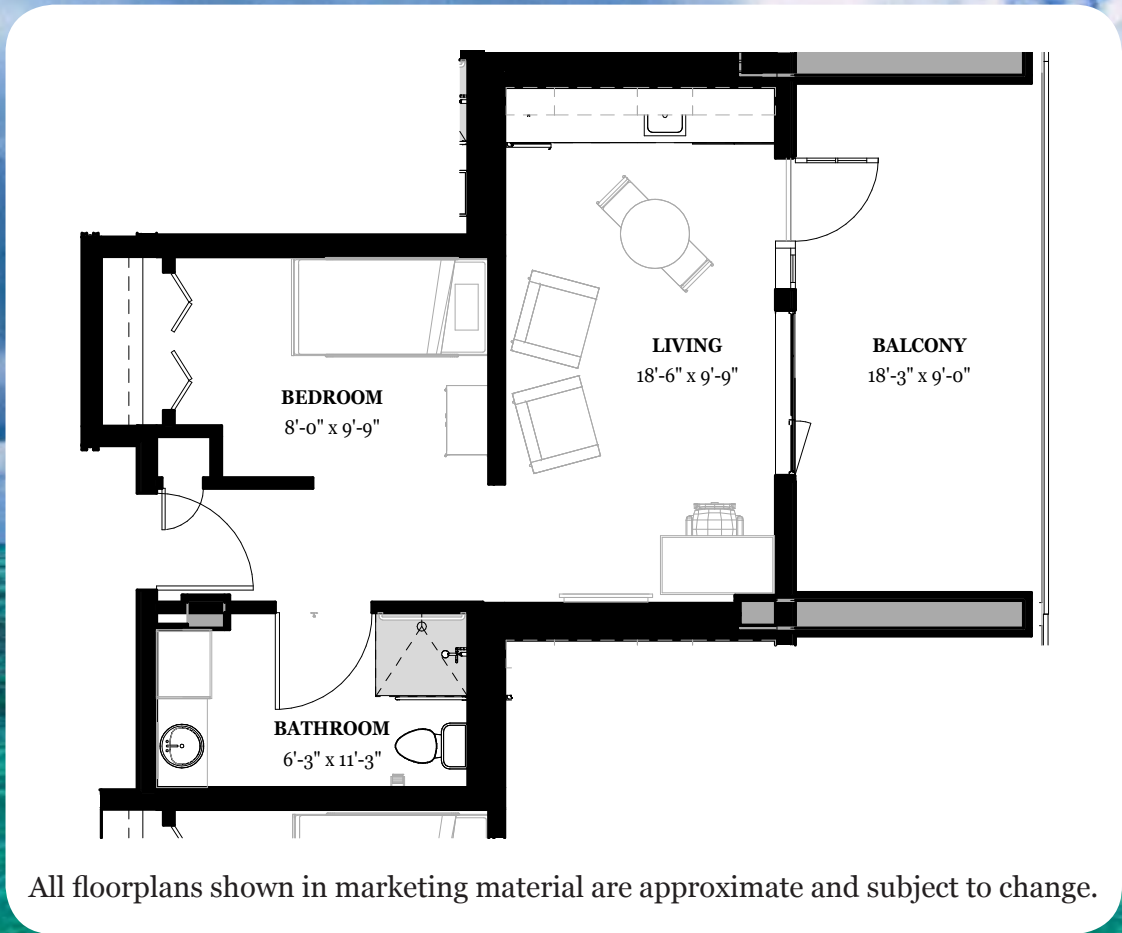 LIVING
18'-6" x 9'-9"
BALCONY
18'-3" x 9'-0"
BEDROOM
8'-0" x 9'-9"
BATHROOM
6'-3" x 11'-3"
All floorplans shown in marketing material are approximate and subject to change.